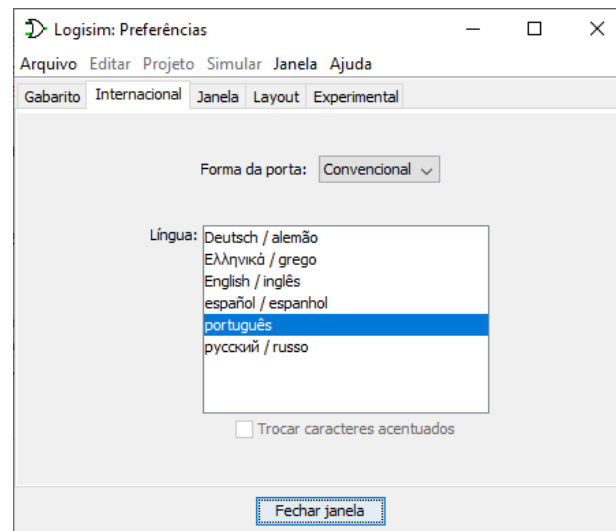 Logisim: Preferências
Arquivo Editar Projeto Simular Janela Ajuda
Gabarito Internacional Janela Layout Experimental
Forma da porta: Convencional
Língua: Deutsch / alemão
Ελληνικά / grego
English / inglês
español / espanhol
português
русский / russo
Trocar caracteres acentuados
Fechar janela